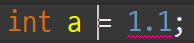 int a = 1.1;